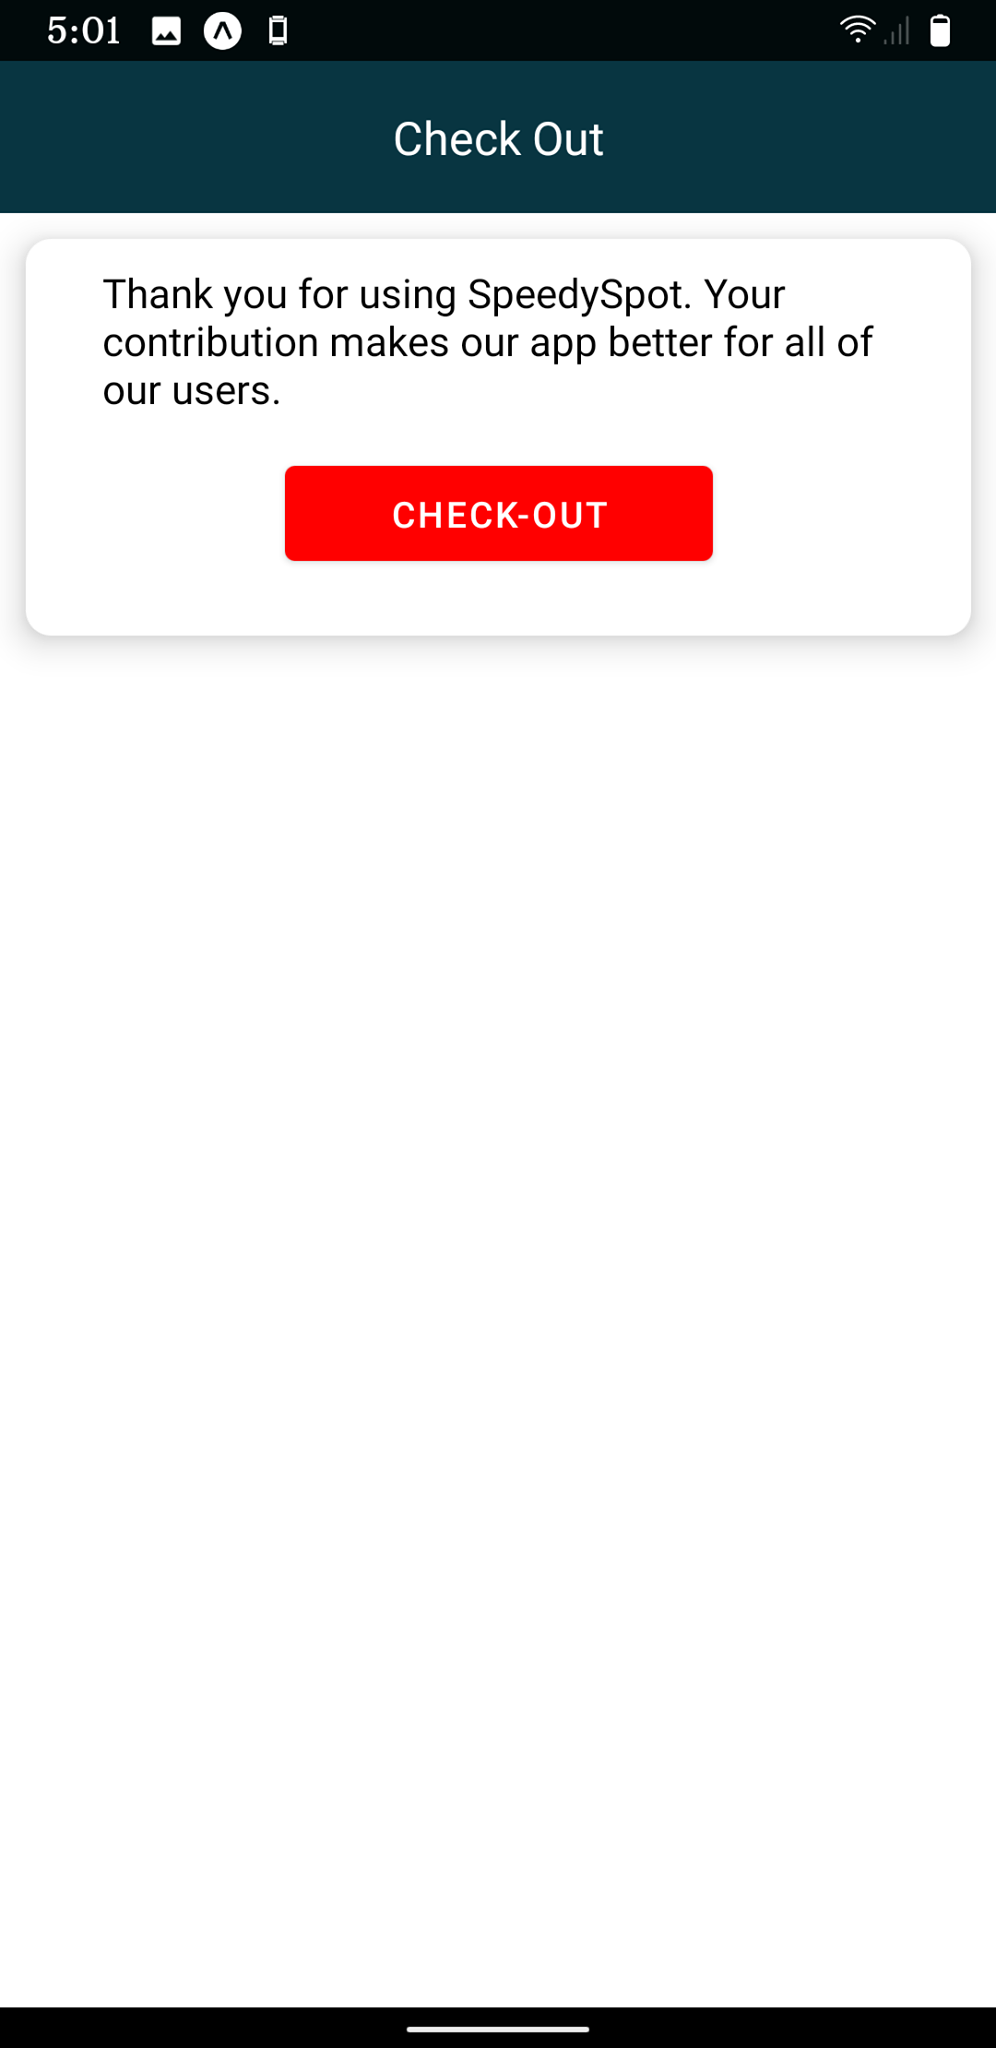 5:01
Check Out
Thank you for using SpeedySpot. Your
contribution makes our app better for all of
our users.
CHECK-OUT